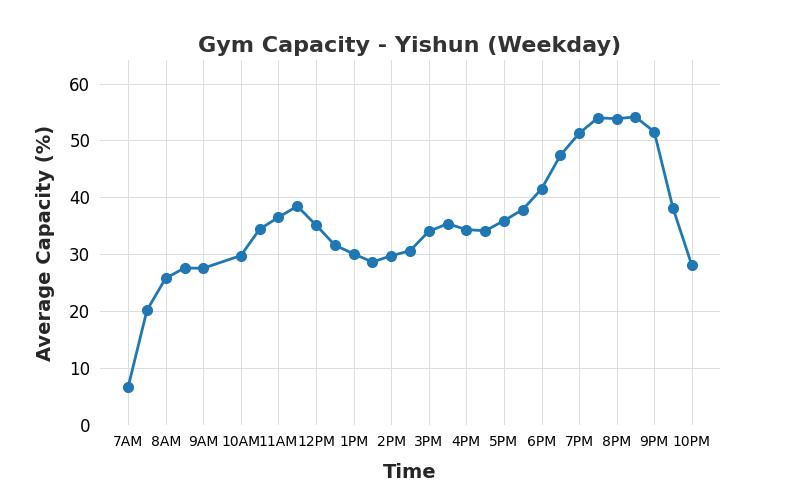 Gym Capacity - Yishun (Weekday)
Average Capacity (%)
60
50
40
30
20
10
0
7AM 8AM 9AM 10AM 11AM 12PM 1PM 2PM 3PM 4PM 5PM 6PM 7PM 8PM 9PM 10PM
Time